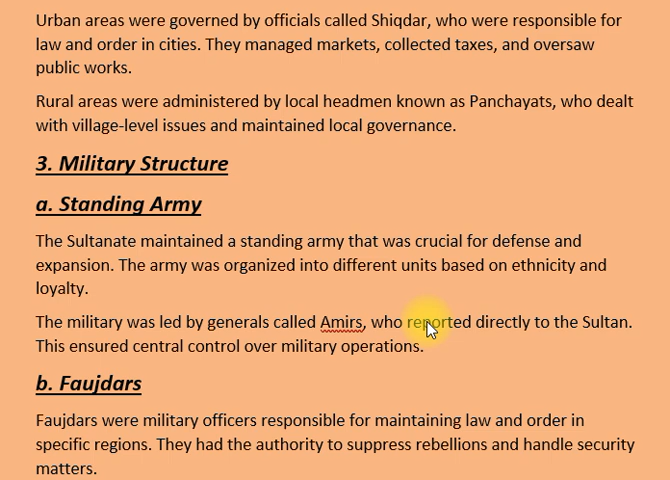 Urban areas were governed by officials called Shiqdar, who were responsible for
law and order in cities. They managed markets, collected taxes, and oversaw
public works.
Rural areas were administered by local headmen known as Panchayats, who dealt
with village-level issues and maintained local governance.
3. Military Structure
a. Standing Army
The Sultanate maintained a standing army that was crucial for defense and
expansion. The army was organized into different units based on ethnicity and
loyalty.
The military was led by generals called Amirs, who reported directly to the Sultan.
This ensured central control over military operations.
b. Faujdars
Faujdars were military officers responsible for maintaining law and order in
specific regions. They had the authority to suppress rebellions and handle security
matters.